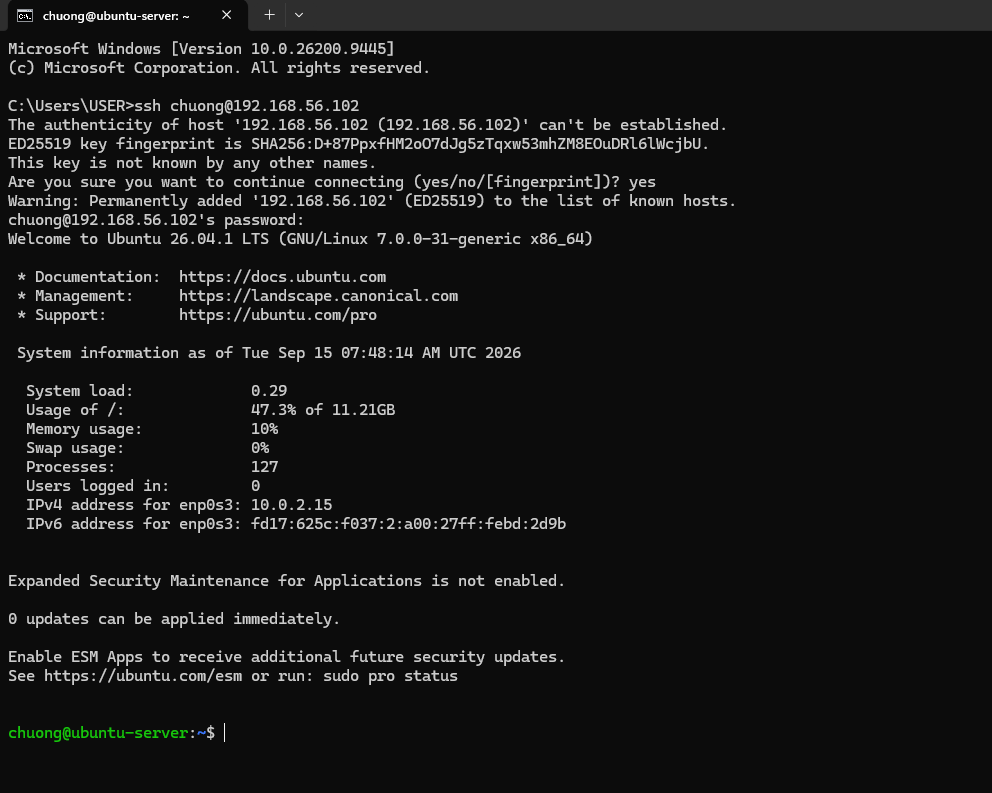 chuong@ubuntu-server: ~
Microsoft Windows [Version 10.0.26200.9445]
(c) Microsoft Corporation. All rights reserved.
C:\Users\USER>ssh chuong@192.168.56.102
The authenticity of host '192.168.56.102 (192.168.56.102)' can't be established.
ED25519 key fingerprint is SHA256:D+87PpxfHM2oO7dJg5zTqxw53mhZM8EOuDRl6lWcjbU.
This key is not known by any other names.
Are you sure you want to continue connecting (yes/no/[fingerprint])? yes
Warning: Permanently added '192.168.56.102' (ED25519) to the list of known hosts.
chuong@192.168.56.102's password:
Welcome to Ubuntu 26.04.1 LTS (GNU/Linux 7.0.0-31-generic x86_64)
* Documentation:  https://docs.ubuntu.com
* Management:     https://landscape.canonical.com
* Support:        https://ubuntu.com/pro
System information as of Tue Sep 15 07:48:14 AM UTC 2026
System load:             0.29
Usage of /:              47.3% of 11.21GB
Memory usage:            10%
Swap usage:              0%
Processes:               127
Users logged in:         0
IPv4 address for enp0s3: 10.0.2.15
IPv6 address for enp0s3: fd17:625c:f037:2:a00:27ff:febd:2d9b
Expanded Security Maintenance for Applications is not enabled.
0 updates can be applied immediately.
Enable ESM Apps to receive additional future security updates.
See https://ubuntu.com/esm or run: sudo pro status
chuong@ubuntu-server:~$